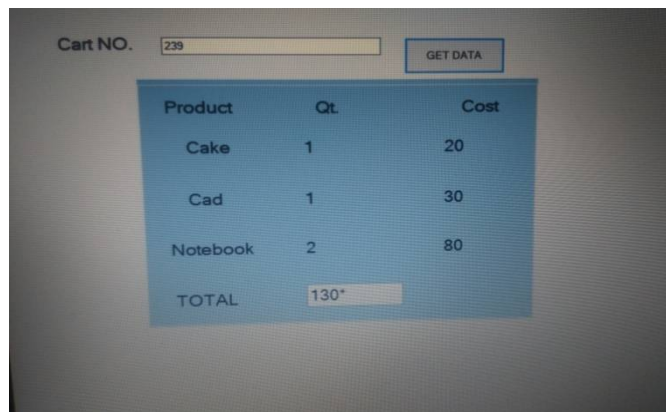 Cart NO. 239 GET DATA
Product Qt. Cost
Cake 1 20
Cad 1 30
Notebook 2 80
TOTAL 130*